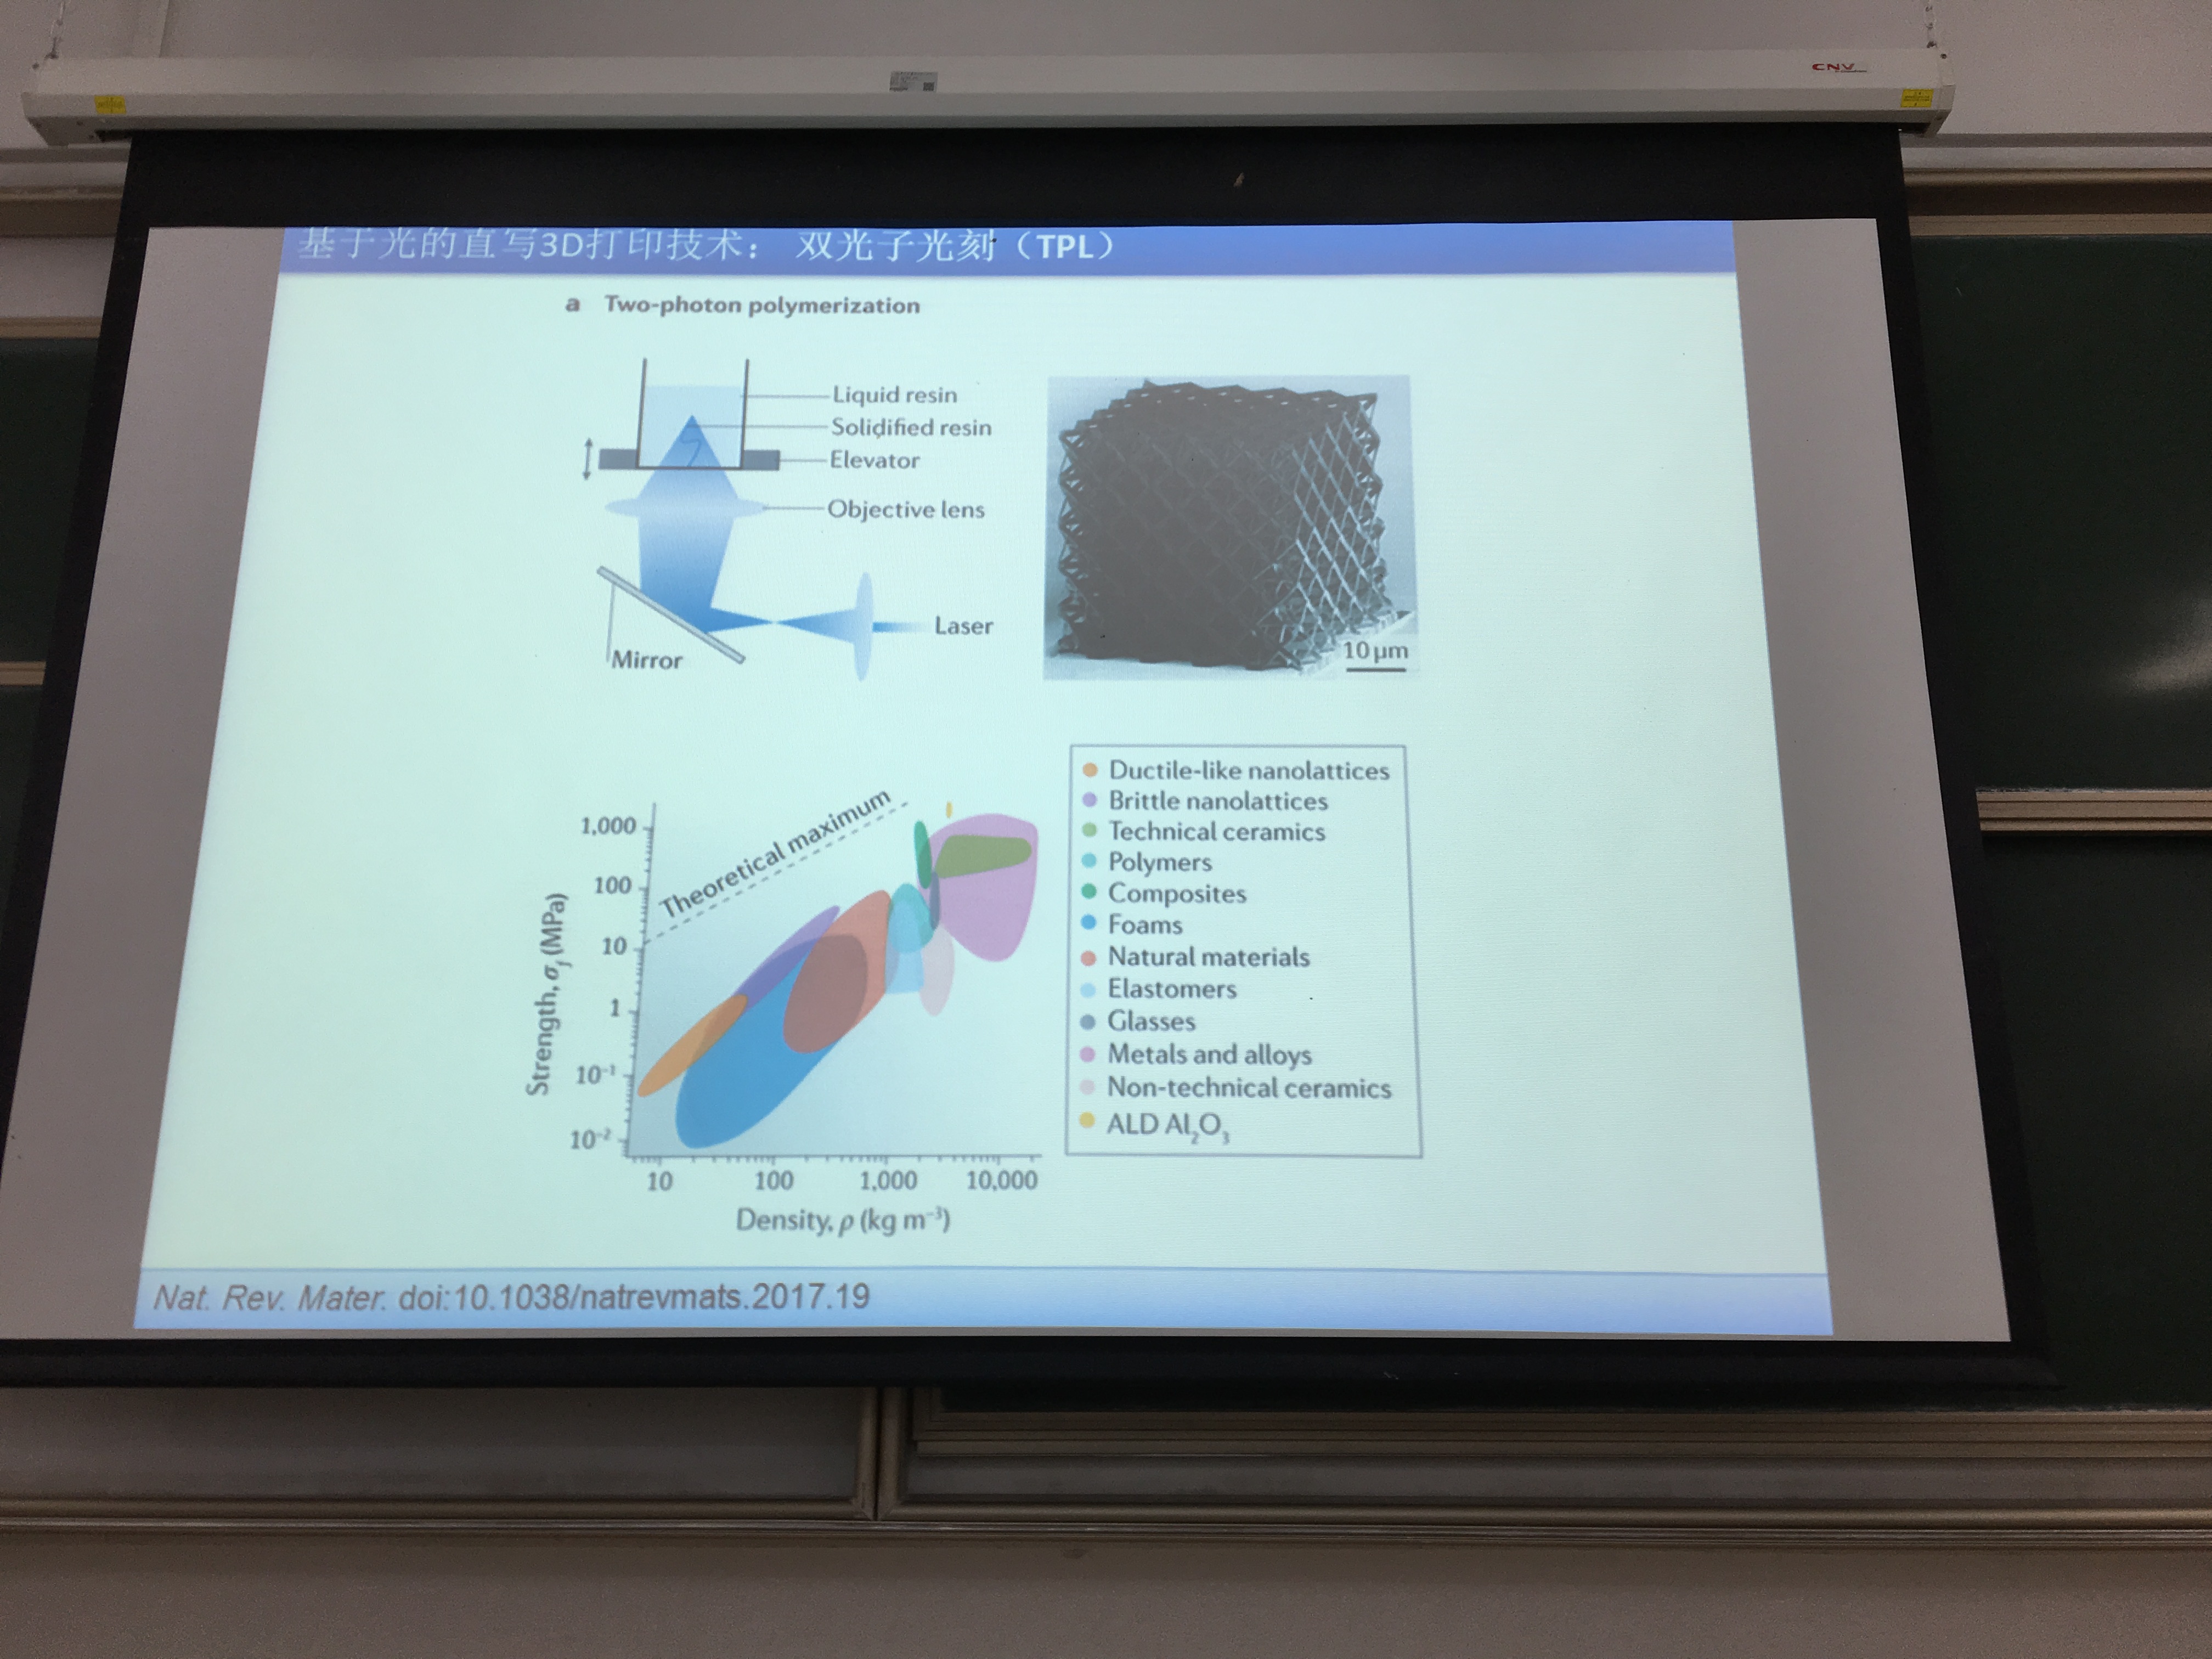 CNV
基于光的直写3D打印技术： 双光子光刻（TPL）
a Two-photon polymerization
Liquid resin
Solidified resin
Elevator
Objective lens
Laser
Mirror
10 μm
Theoretical maximum
1,000
100
10
1
10⁻¹
10⁻²
Strength, σf (MPa)
10 100 1,000 10,000
Density, ρ (kg m⁻³)
Ductile-like nanolattices
Brittle nanolattices
Technical ceramics
Polymers
Composites
Foams
Natural materials
Elastomers
Glasses
Metals and alloys
Non-technical ceramics
ALD Al₂O₃
Nat. Rev. Mater. doi:10.1038/natrevmats.2017.19